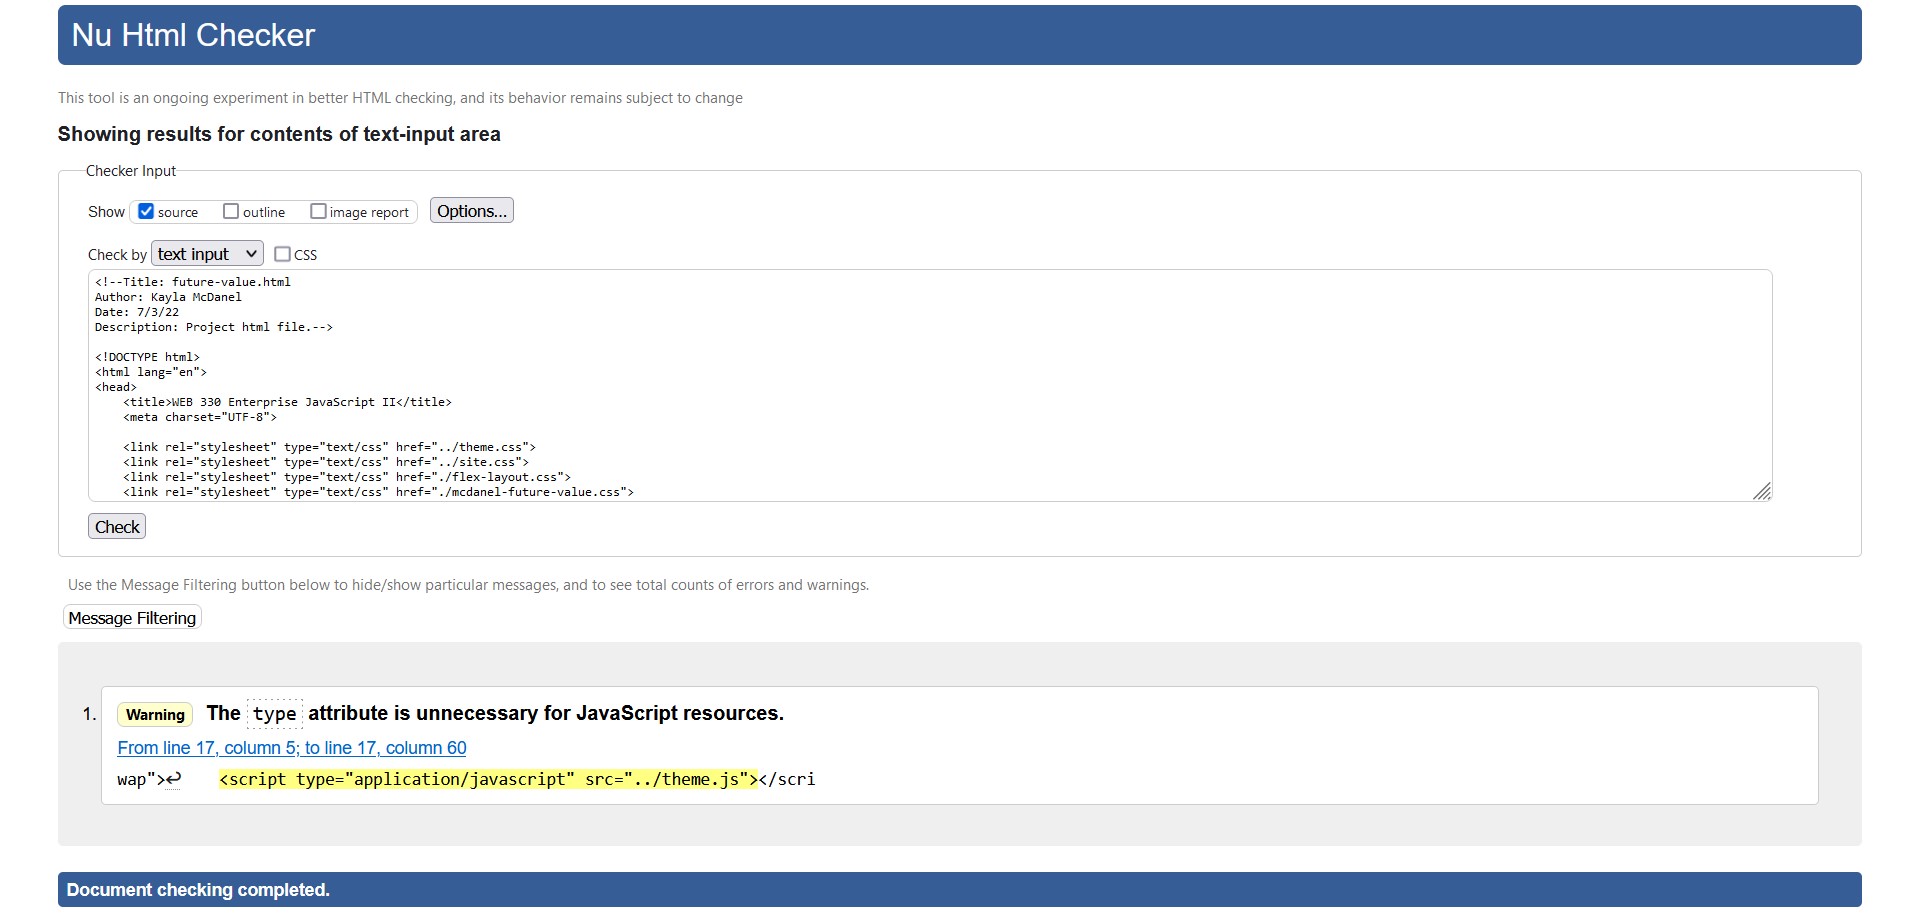 Nu Html Checker
This tool is an ongoing experiment in better HTML checking, and its behavior remains subject to change
Showing results for contents of text-input area
Checker Input
Show source outline image report Options...
Check by text input CSS
<!--Title: future-value.html
Author: Kayla McDanel
Date: 7/3/22
Description: Project html file.-->
<!DOCTYPE html>
<html lang="en">
<head>
<title>WEB 330 Enterprise JavaScript II</title>
<meta charset="UTF-8">
<link rel="stylesheet" type="text/css" href="../theme.css">
<link rel="stylesheet" type="text/css" href="../site.css">
<link rel="stylesheet" type="text/css" href="./flex-layout.css">
<link rel="stylesheet" type="text/css" href="./mcdanel-future-value.css">
Check
Use the Message Filtering button below to hide/show particular messages, and to see total counts of errors and warnings.
Message Filtering
1. Warning The type attribute is unnecessary for JavaScript resources.
From line 17, column 5; to line 17, column 60
wap">↩ <script type="application/javascript" src="../theme.js"></scri
Document checking completed.